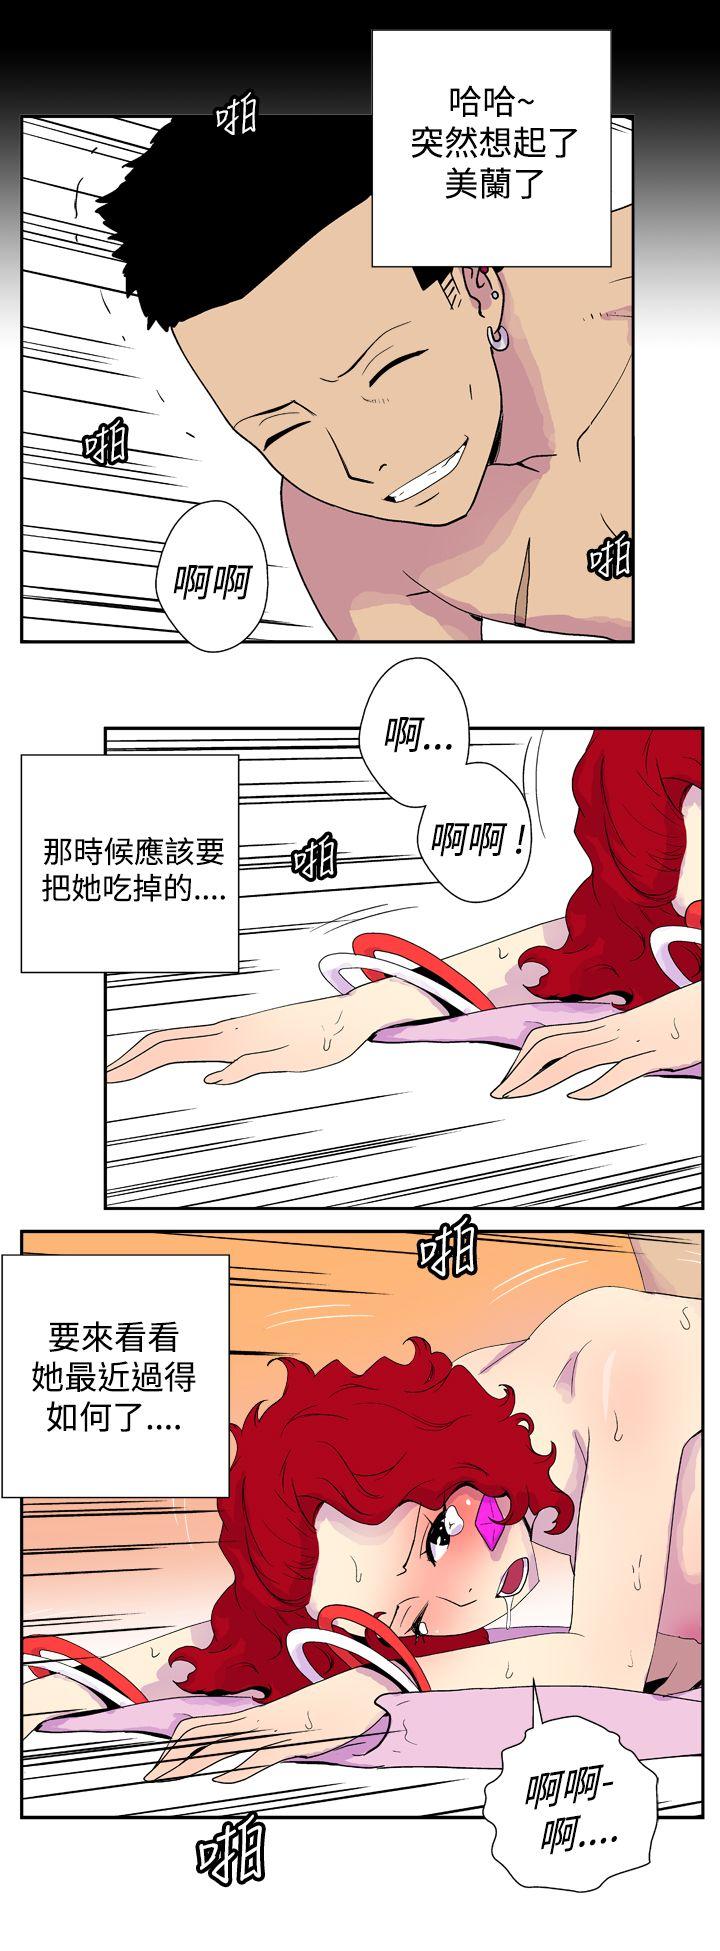 哈哈~
突然想起了
美蘭了
啪
啪
啪
啊啊
啊...
啊啊!
那時候應該要
把她吃掉的....
啪
啪
要來看看
她最近過得
如何了....
啊啊-
啊....
啪